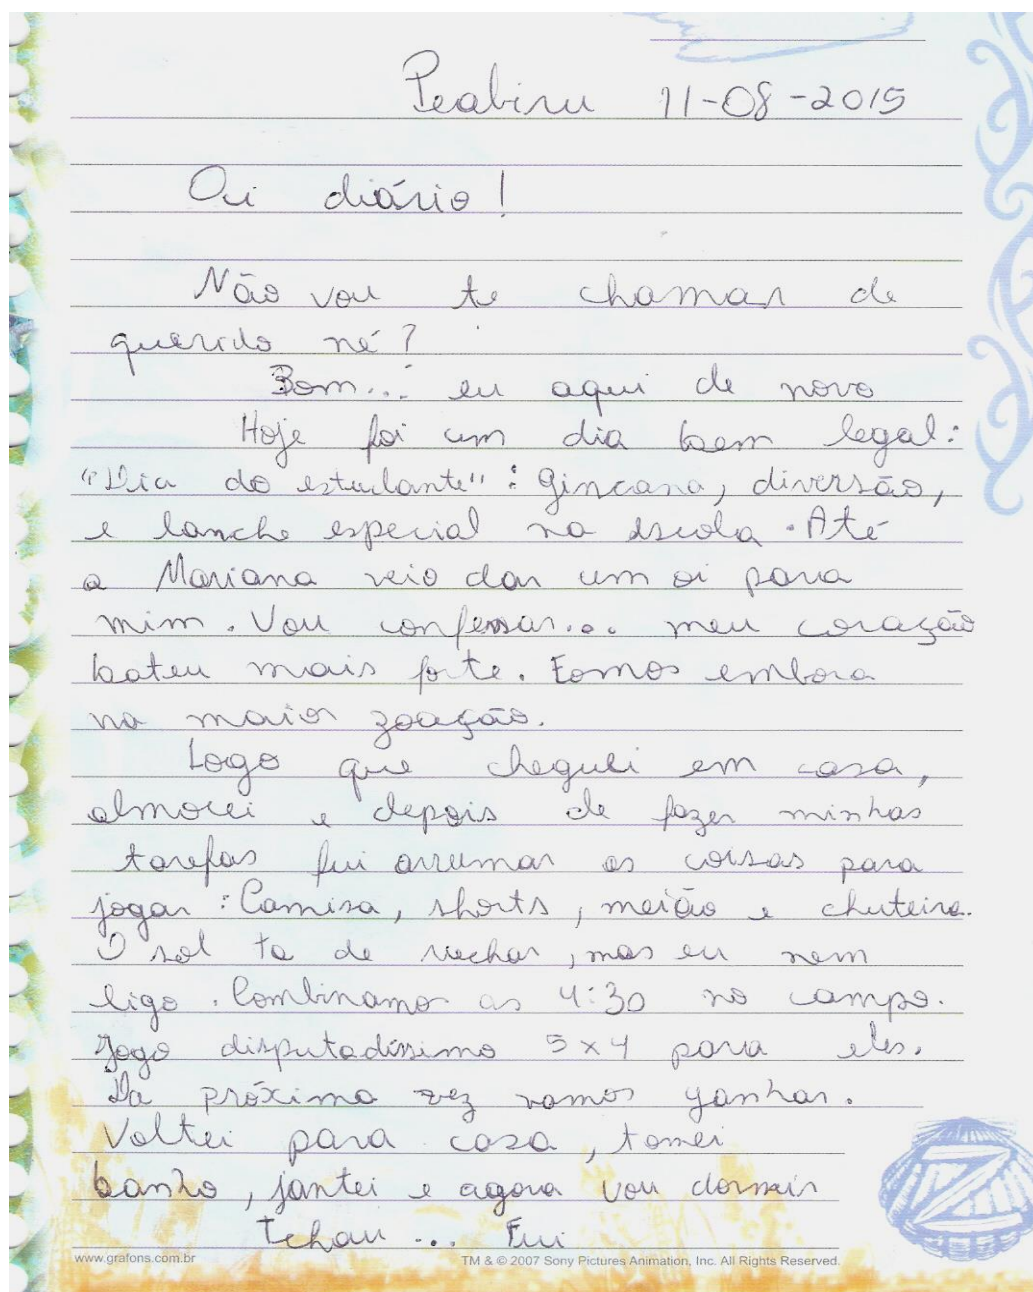 Peabiru 11-08-2015
Oi diário!
Não vou te chamar de
querido né?
Bom... eu aqui de novo
Hoje foi um dia bem legal:
"Dia do estudante": gincana, diversão,
e lanche especial na escola. Até
a Mariana veio dar um oi para
mim. Vou confessar... meu coração
bateu mais forte. Fomos embora
na maior zoação.
Logo que cheguei em casa,
almocei e depois de fazer minhas
tarefas fui arrumar as coisas para
jogar: Camisa, shorts, meião e chuteira.
O sol ta de rachar, mas eu nem
ligo. Combinamos as 4:30 no campo.
Jogo disputadíssimo 5x4 para eles.
Da próxima vez vamos ganhar.
Voltei para casa, tomei
banho, jantei e agora vou dormir
Tchau... Fui
www.grafons.com.br TM & © 2007 Sony Pictures Animation, Inc. All Rights Reserved.